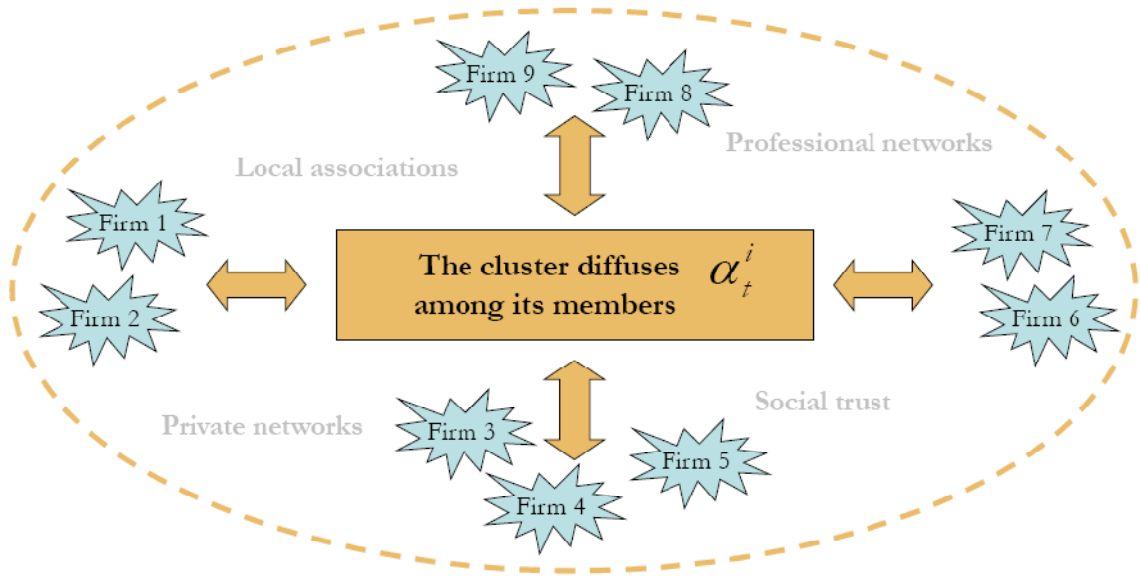 Firm 9
Firm 8
Professional networks
Local associations
Firm 1
Firm 7
The cluster diffuses
among its members
α_t^i
Firm 2
Firm 6
Social trust
Private networks
Firm 3
Firm 5
Firm 4